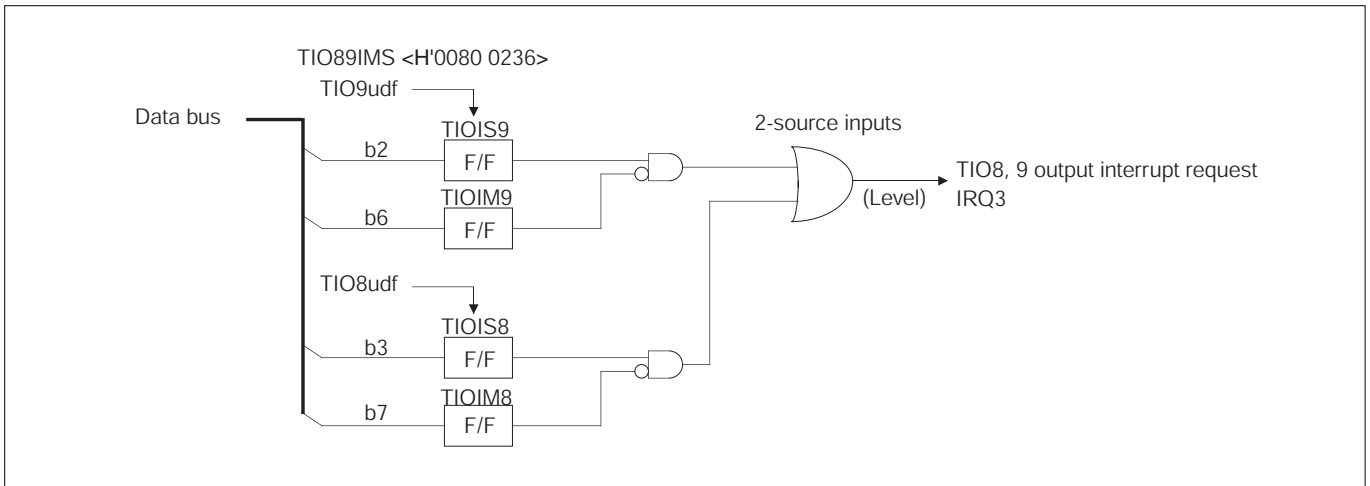 TIO89IMS <H'0080 0236>
TIO9udf
Data bus
TIOIS9
2-source inputs
b2
F/F
TIO8, 9 output interrupt request
(Level)
IRQ3
TIOIM9
b6
F/F
TIO8udf
TIOIS8
b3
F/F
TIOIM8
b7
F/F